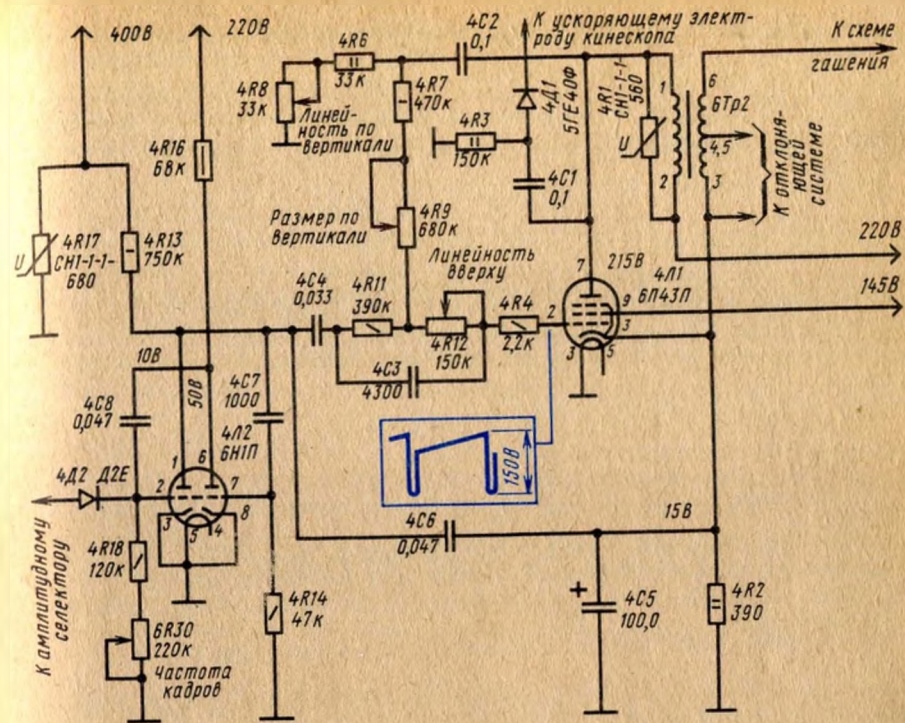 400В
220В
4R8
33к
4R6
33к
Линей-
ность по
вертикали
4R7
470к
4С2
0,1
К ускоряющему элект-
роду кинескопа
4Д1
5ГЕ40Ф
4R3
150к
4С1
0,1
4R1
СН1-1-1-
560
U
1
2
6
6Тр2
4,5
3
К схеме
гашения
К отклоня-
ющей
системе
220В
145В
4R16
68к
4R17
СН1-1-1-
680
U
4R13
750к
Размер по
вертикали
4R9
680к
Линейность
вверху
4С4
0,033
4R11
390к
4R12
150к
4R4
2,2к
4С3
4300
215В
4Л1
6П43П
7
2
9
3
3
5
150В
10В
50В
4С8
0,047
4С7
1000
4Л2
6Н1П
4Д2
Д2Е
1
6
2
7
3
5
4
8
К амплитудному
селектору
4R18
120к
6R30
220к
Частота
кадров
4R14
47к
4С6
0,047
15В
+
4С5
100,0
4R2
390